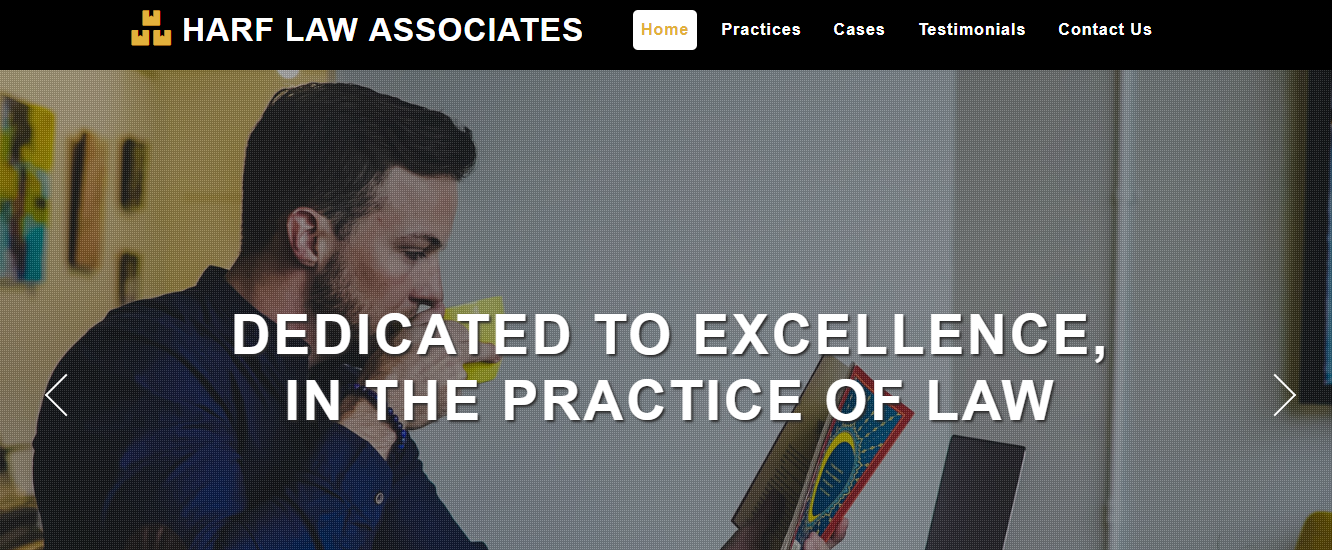 HARF LAW ASSOCIATES
Home Practices Cases Testimonials Contact Us
DEDICATED TO EXCELLENCE,
IN THE PRACTICE OF LAW